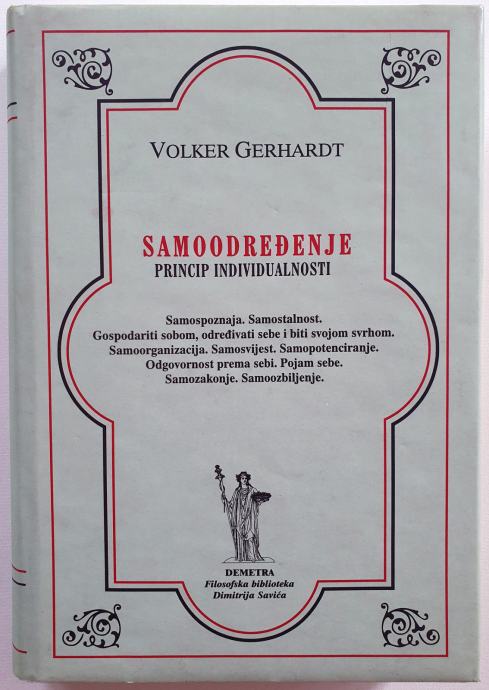 VOLKER GERHARDT
SAMOODREĐENJE
PRINCIP INDIVIDUALNOSTI
Samospoznaja. Samostalnost.
Gospodariti sobom, određivati sebe i biti svojom svrhom.
Samoorganizacija. Samosvijest. Samopotenciranje.
Odgovornost prema sebi. Pojam sebe.
Samozakonje. Samoozbiljenje.
DEMETRA
Filosofska biblioteka
Dimitrija Savića